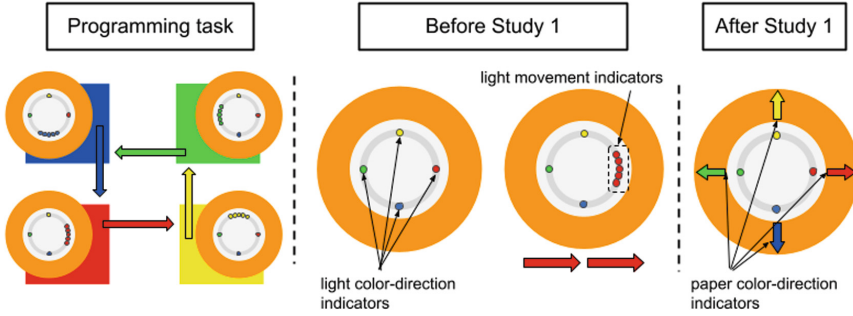 Programming task
Before Study 1
After Study 1
light movement indicators
light color-direction
indicators
paper color-direction
indicators